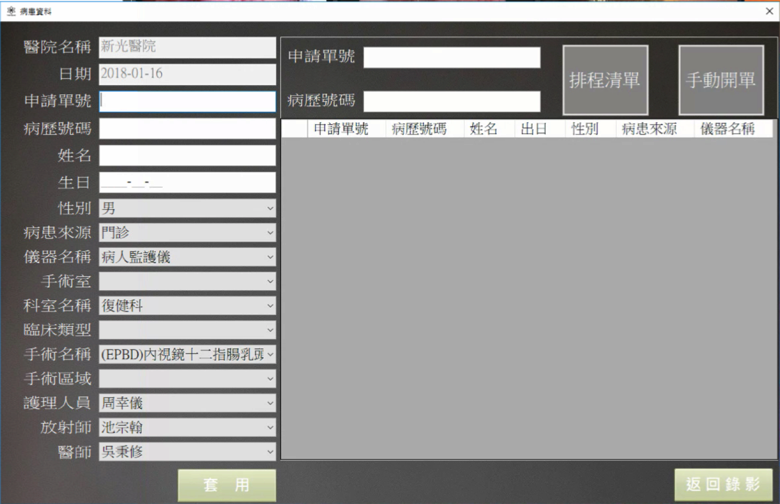 病患資料
醫院名稱 新光醫院
日期 2018-01-16
申請單號
病歷號碼
姓名
生日 ____-__-__
性別 男
病患來源 門診
儀器名稱 病人監護儀
手術室
科室名稱 復健科
臨床類型
手術名稱 (EPBD)內視鏡十二指腸乳頭
手術區域
護理人員 周幸儀
放射師 池宗翰
醫師 吳秉修
套 用
申請單號
病歷號碼
排程清單
手動開單
申請單號 病歷號碼 姓名 出日 性別 病患來源 儀器名稱
返回錄影